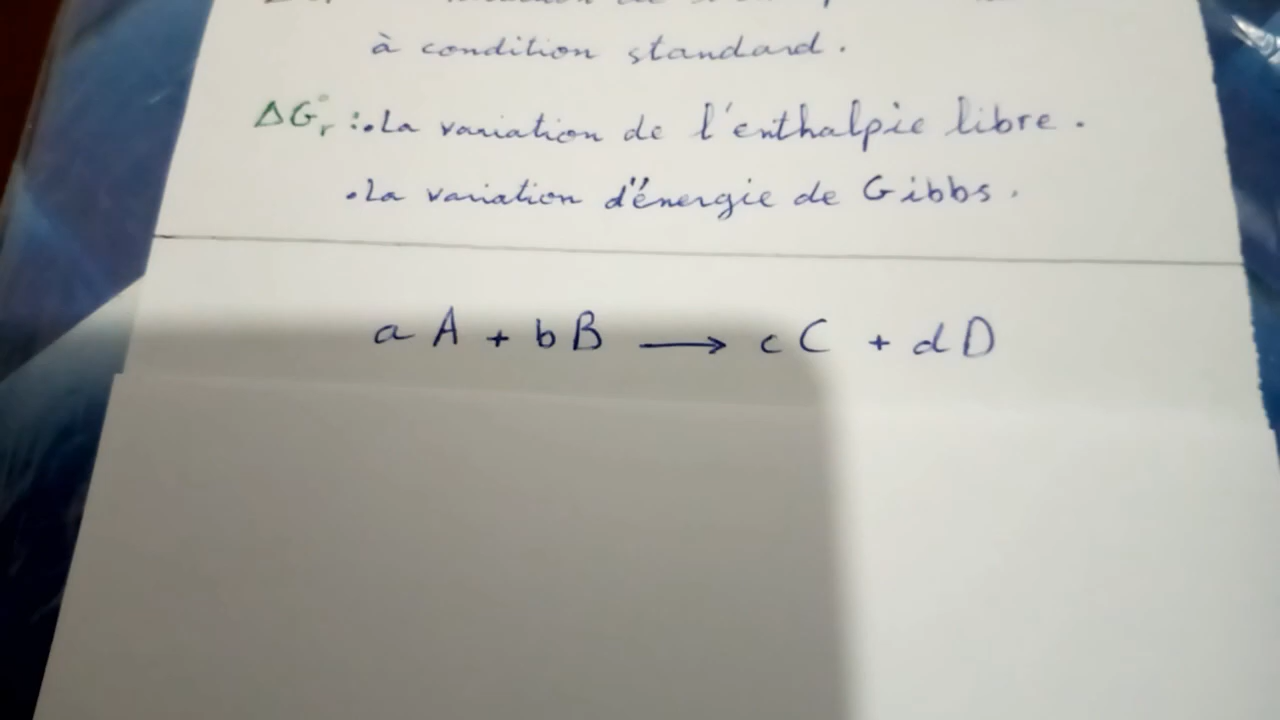 à condition standard.
ΔG°r : . La variation de l'enthalpie libre.
. La variation d'énergie de Gibbs.
a A + b B ⟶ c C + d D